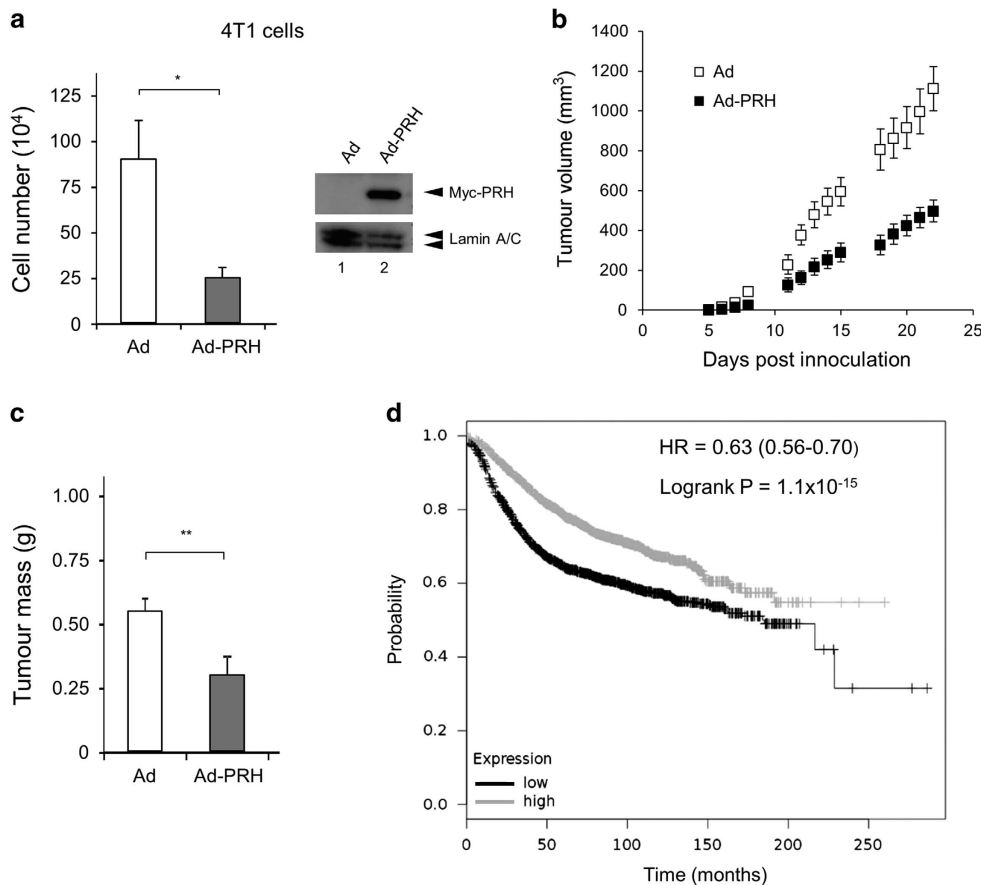 a
4T1 cells
Cell number (10⁴)
125
100
75
50
25
0
*
Ad
Ad-PRH
Ad
Ad-PRH
Myc-PRH
Lamin A/C
1
2
b
Tumour volume (mm³)
1400
1200
1000
800
600
400
200
0
Ad
Ad-PRH
0
5
10
15
20
25
Days post innoculation
c
Tumour mass (g)
1.00
0.75
0.50
0.25
0
**
Ad
Ad-PRH
d
Probability
1.0
0.8
0.6
0.4
0.2
0.0
HR = 0.63 (0.56-0.70)
Logrank P = 1.1x10⁻¹⁵
Expression
low
high
0
50
100
150
200
250
Time (months)